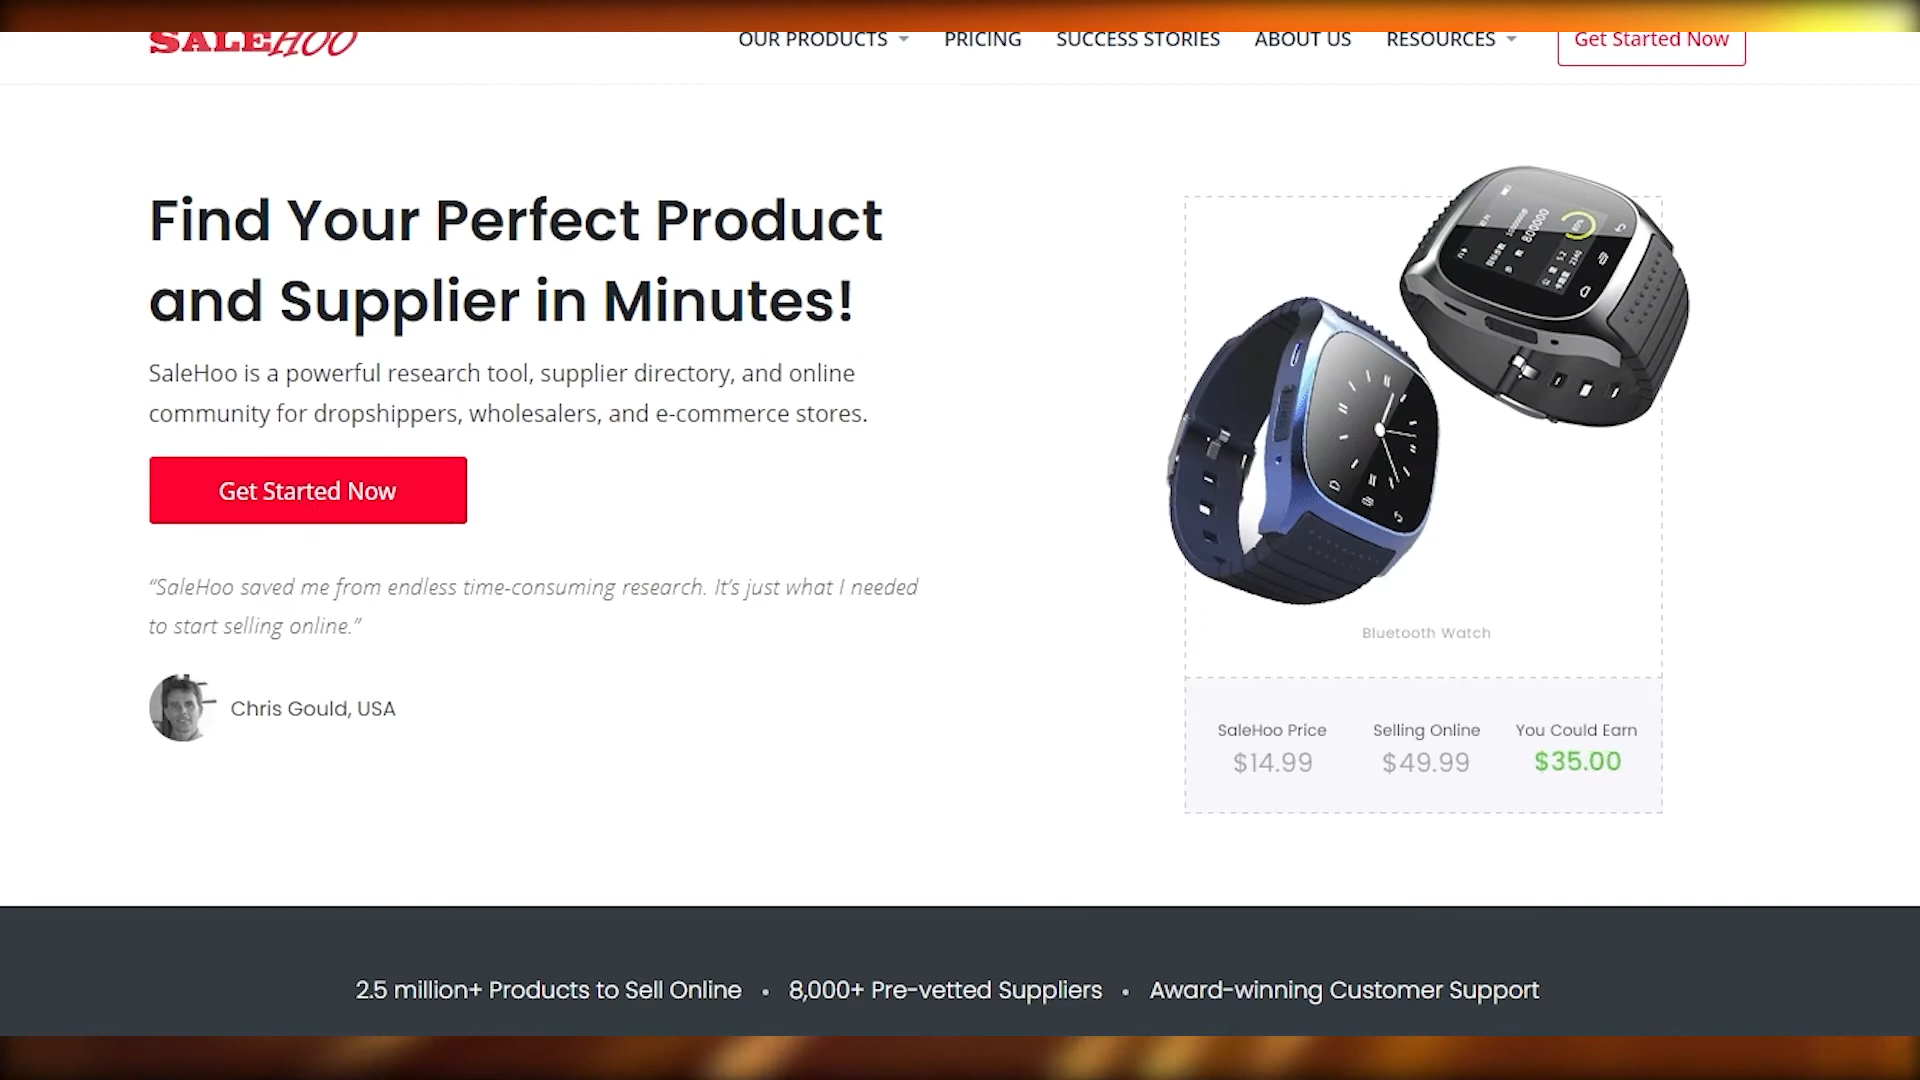 SALEHOO
OUR PRODUCTS
PRICING
SUCCESS STORIES
ABOUT US
RESOURCES
Get Started Now
Find Your Perfect Product
and Supplier in Minutes!
SaleHoo is a powerful research tool, supplier directory, and online
community for dropshippers, wholesalers, and e-commerce stores.
Get Started Now
“SaleHoo saved me from endless time-consuming research. It’s just what I needed
to start selling online.”
Chris Gould, USA
800000
Bluetooth Watch
SaleHoo Price
$14.99
Selling Online
$49.99
You Could Earn
$35.00
2.5 million+ Products to Sell Online • 8,000+ Pre-vetted Suppliers • Award-winning Customer Support